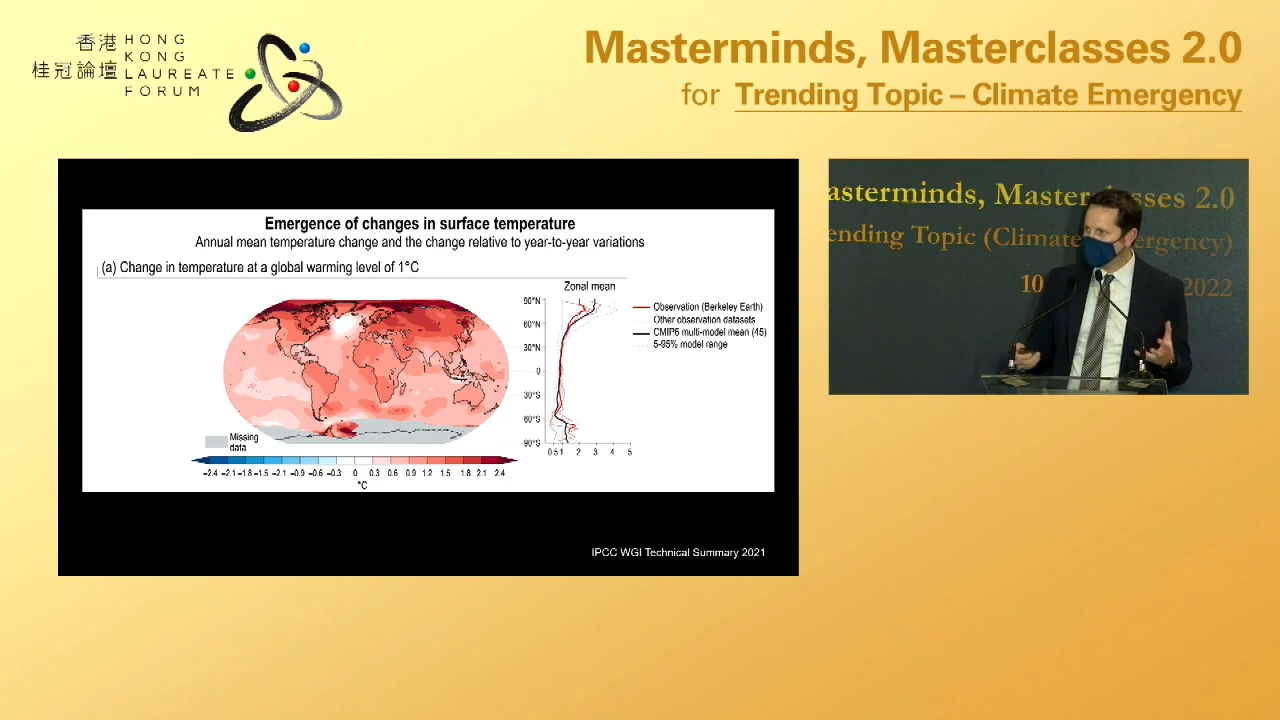 香港
桂冠論壇
HONG
KONG
LAUREATE
FORUM
Masterminds, Masterclasses 2.0
for Trending Topic – Climate Emergency
Emergence of changes in surface temperature
Annual mean temperature change and the change relative to year-to-year variations
(a) Change in temperature at a global warming level of 1°C
Zonal mean
90°N
60°N
30°N
0
30°S
60°S
90°S
0.5 1 2 3 4 5
Observation (Berkeley Earth)
Other observation datasets
CMIP6 multi-model mean (45)
5-95% model range
Missing
data
−2.4 −2.1 −1.8 −1.5 −2.1 −0.9 −0.6 −0.3 0 0.3 0.6 0.9 1.2 1.5 1.8 2.1 2.4
°C
IPCC WGI Technical Summary 2021
asterminds, Master sses 2.0
ending Topic (Climate ergency)
10 2022